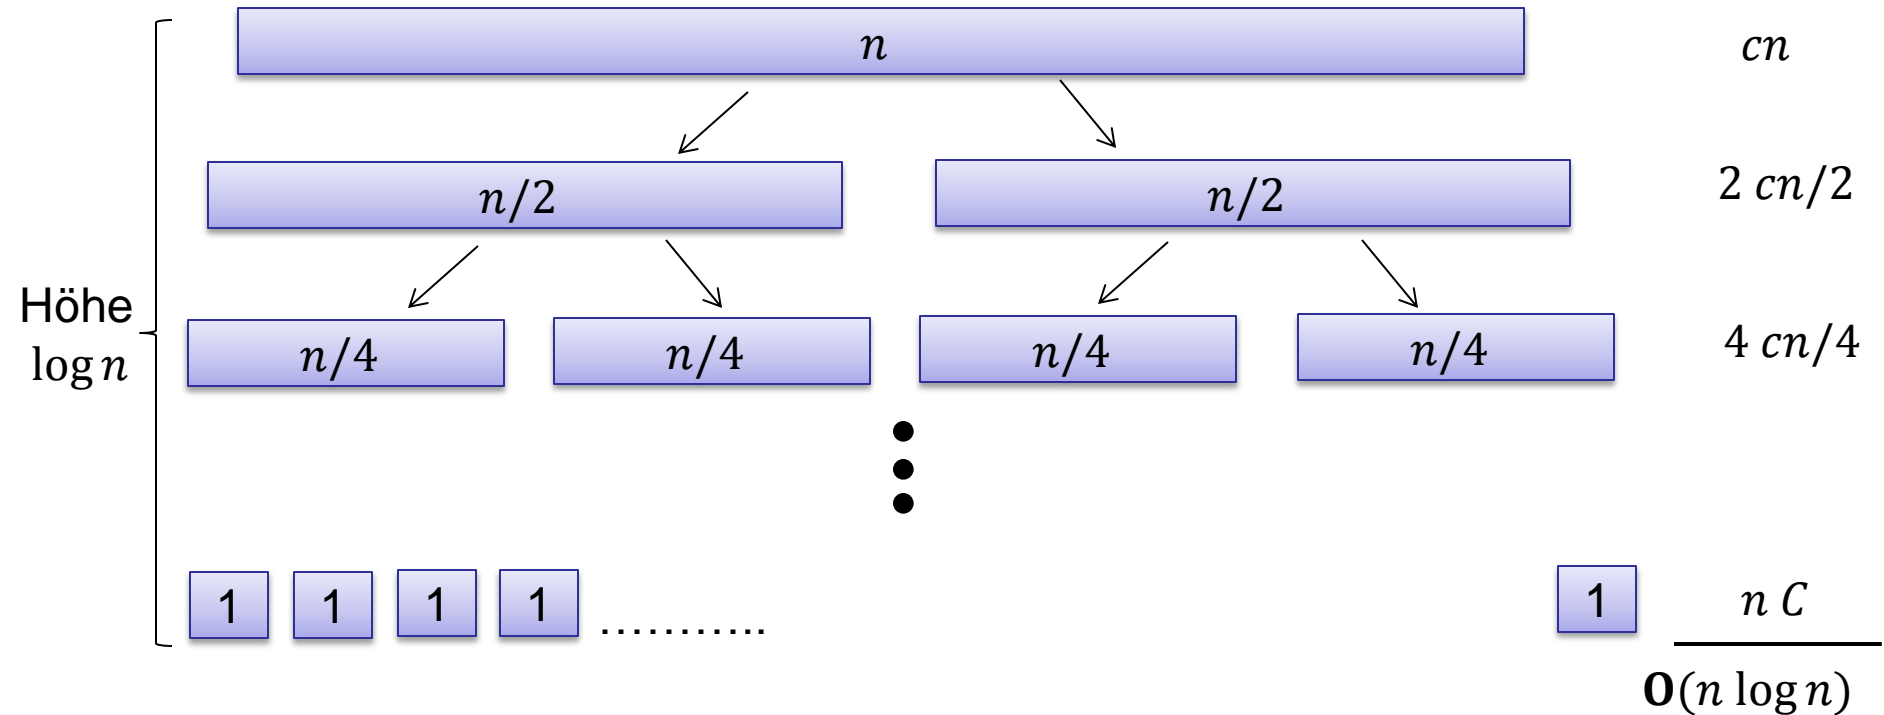 n
cn
n/2
n/2
2 cn/2
Höhe
log n
n/4
n/4
n/4
n/4
4 cn/4
1
1
1
1
...........
1
n C
O(n log n)